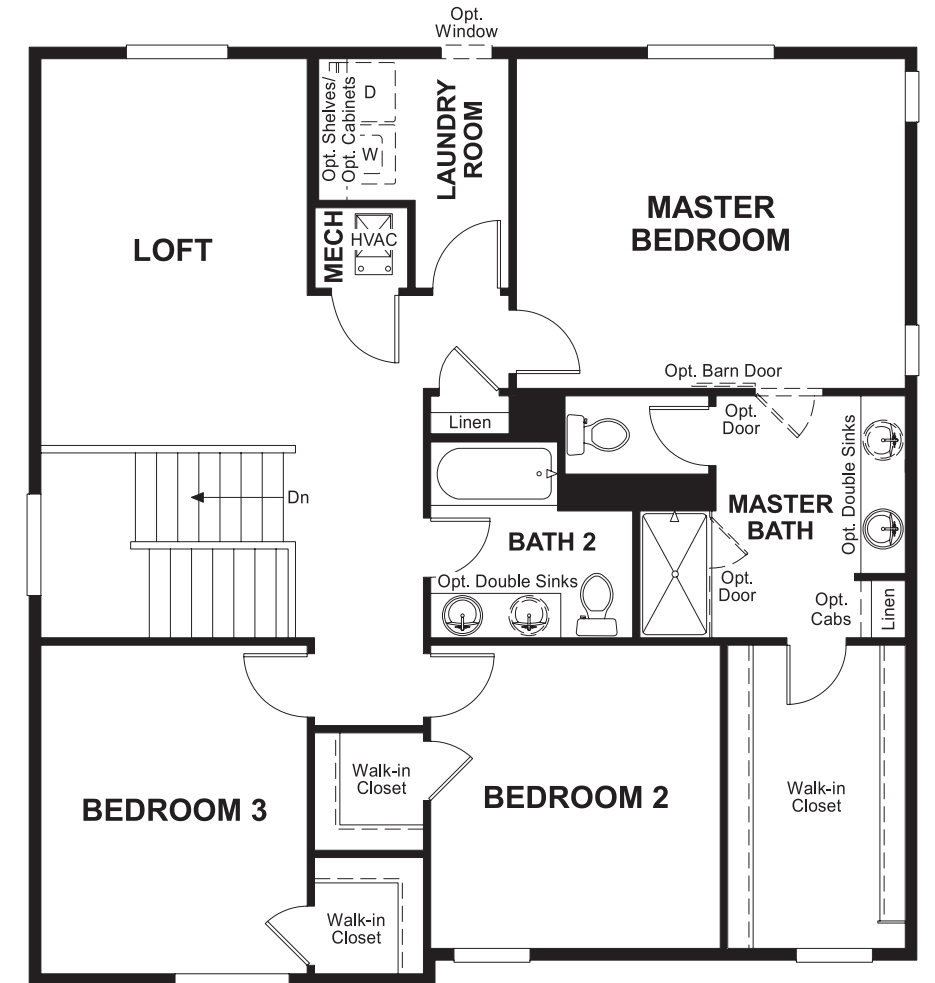 Opt.
Window
Opt. Shelves/
Opt. Cabinets
D
W
LAUNDRY
ROOM
MASTER
BEDROOM
LOFT
MECH
HVAC
Opt. Barn Door
Linen
Opt.
Door
Opt. Double Sinks
Dn
MASTER
BATH
BATH 2
Opt. Double Sinks
Opt.
Door
Opt.
Cabs
Linen
Walk-in
Closet
BEDROOM 3
BEDROOM 2
Walk-in
Closet
Walk-in
Closet